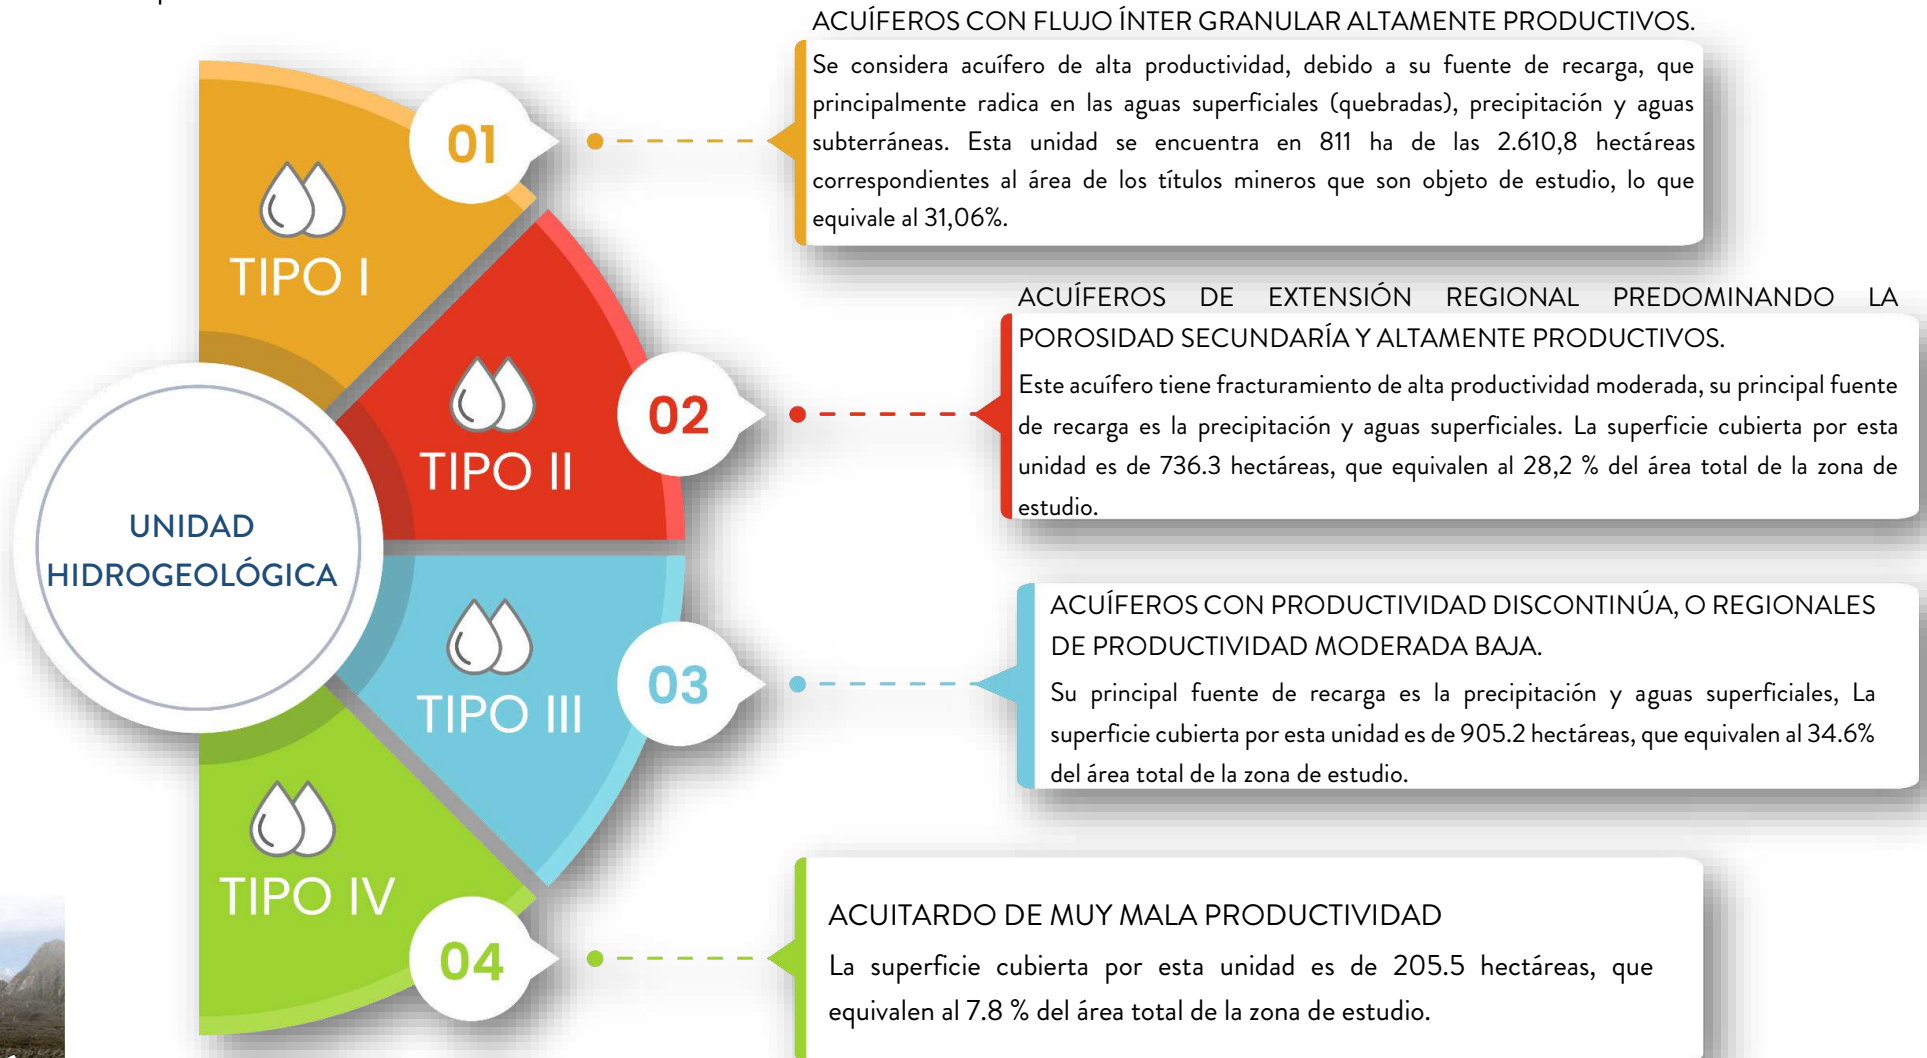 ACUÍFEROS CON FLUJO ÍNTER GRANULAR ALTAMENTE PRODUCTIVOS.
Se considera acuífero de alta productividad, debido a su fuente de recarga, que
principalmente radica en las aguas superficiales (quebradas), precipitación y aguas
subterráneas. Esta unidad se encuentra en 811 ha de las 2.610,8 hectáreas
correspondientes al área de los títulos mineros que son objeto de estudio, lo que
equivale al 31,06%.
01
TIPO I
ACUÍFEROS DE EXTENSIÓN REGIONAL PREDOMINANDO LA
POROSIDAD SECUNDARÍA Y ALTAMENTE PRODUCTIVOS.
Este acuífero tiene fracturamiento de alta productividad moderada, su principal fuente
de recarga es la precipitación y aguas superficiales. La superficie cubierta por esta
unidad es de 736.3 hectáreas, que equivalen al 28,2 % del área total de la zona de
estudio.
02
TIPO II
UNIDAD
HIDROGEOLÓGICA
ACUÍFEROS CON PRODUCTIVIDAD DISCONTINÚA, O REGIONALES
DE PRODUCTIVIDAD MODERADA BAJA.
Su principal fuente de recarga es la precipitación y aguas superficiales, La
superficie cubierta por esta unidad es de 905.2 hectáreas, que equivalen al 34.6%
del área total de la zona de estudio.
03
TIPO III
TIPO IV
04
ACUITARDO DE MUY MALA PRODUCTIVIDAD
La superficie cubierta por esta unidad es de 205.5 hectáreas, que
equivalen al 7.8 % del área total de la zona de estudio.